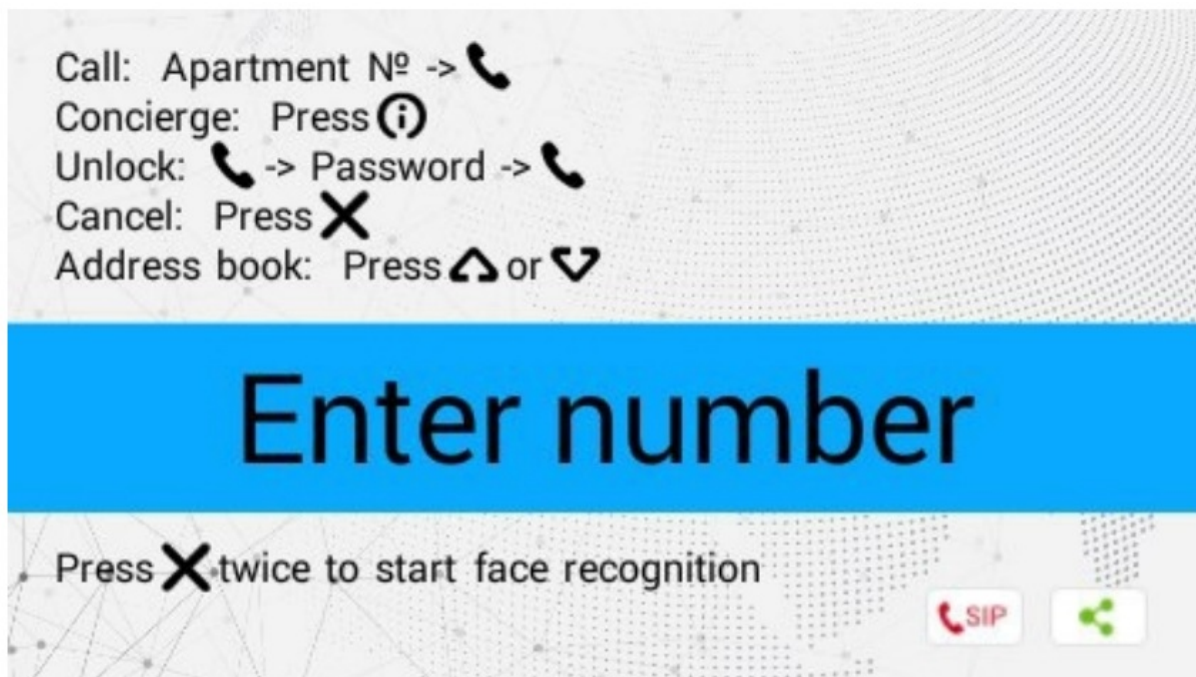 Call: Apartment Nº ->
Concierge: Press
Unlock: -> Password ->
Cancel: Press
Address book: Press or
Enter number
Press twice to start face recognition
SIP